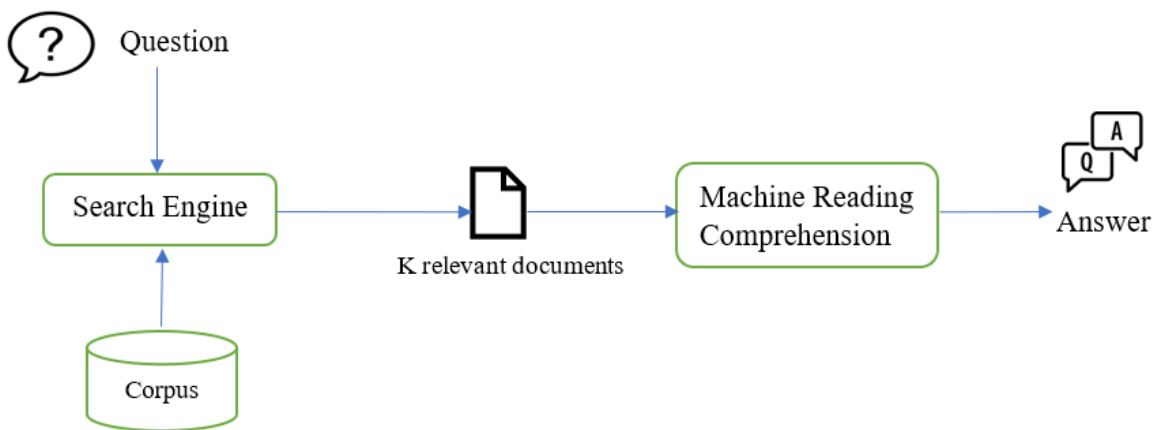 ?
Question
Search Engine
K relevant documents
Corpus
Machine Reading
Comprehension
Q
A
Answer